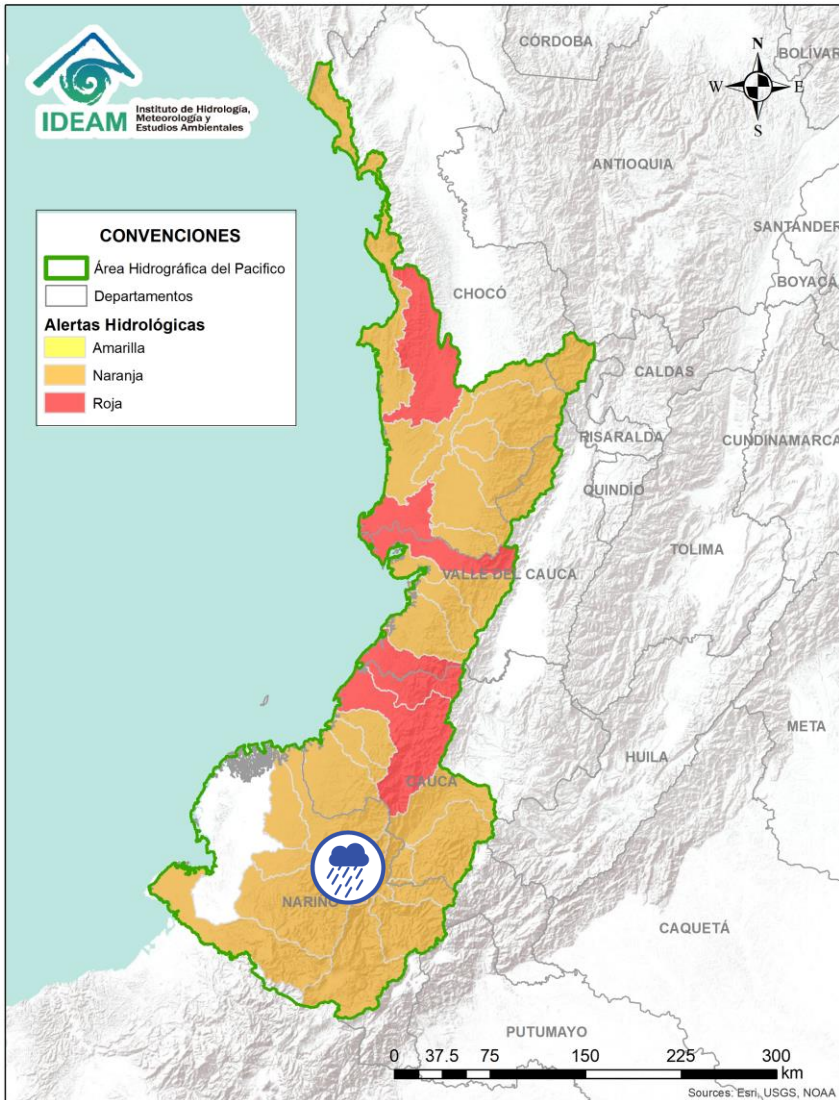 IDEAM
Instituto de Hidrología,
Meteorología y
Estudios Ambientales
CÓRDOBA
BOLÍVAR
N
W
E
S
ANTIOQUIA
SANTANDER
BOYACÁ
CHOCÓ
CONVENCIONES
Área Hidrográfica del Pacifico
Departamentos
Alertas Hidrológicas
Amarilla
Naranja
Roja
CALDAS
RISARALDA
CUNDINAMARCA
QUINDÍO
TOLIMA
VALLE DEL CAUCA
META
HUILA
CAUCA
NARIÑO
CAQUETÁ
PUTUMAYO
0 37.5 75 150 225 300
km
Sources: Esri, USGS, NOAA